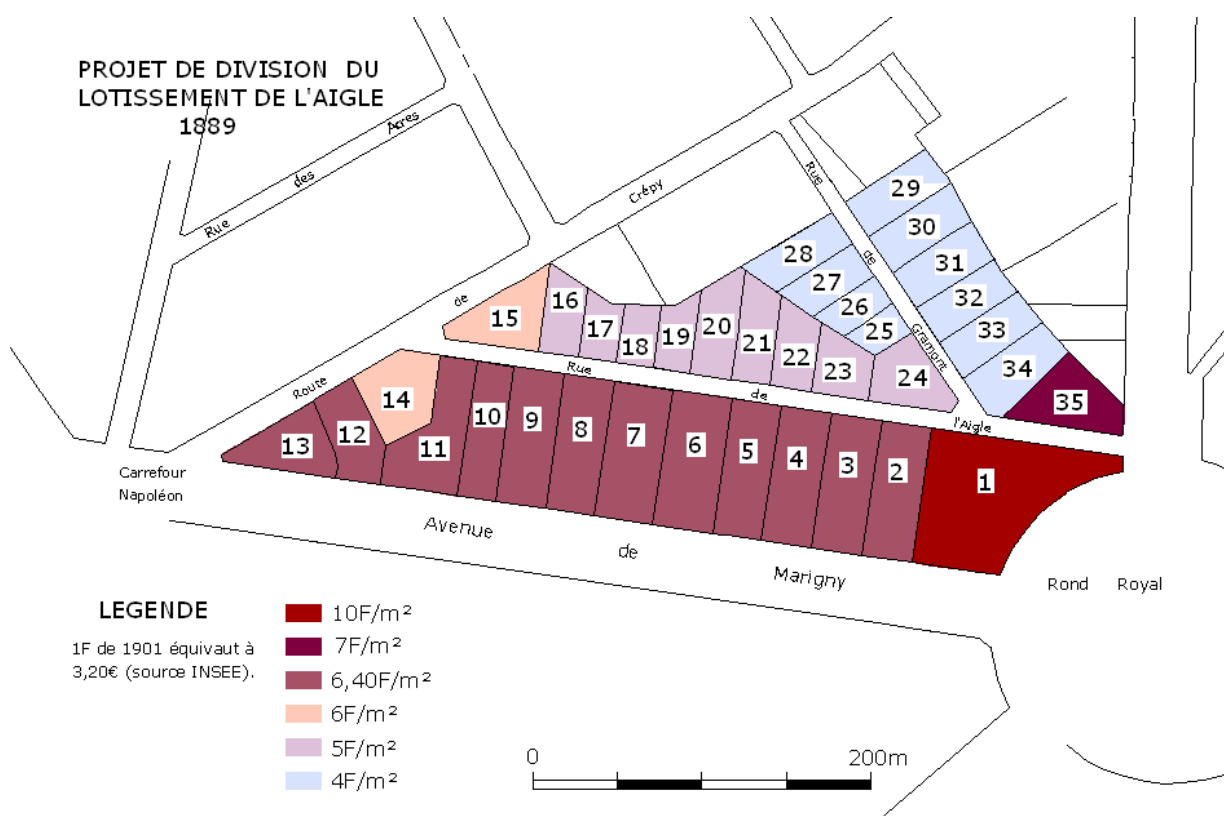 PROJET DE DIVISION DU
LOTISSEMENT DE L'AIGLE
1889
Rue des Acres
Route de Crépy
Rue de Gramont
Rue de l'Aigle
29
30
28
31
27
32
26
33
25
34
35
16
15
17
18
19
20
21
22
23
24
14
13
12
11
10
9
8
7
6
5
4
3
2
1
Carrefour
Napoléon
Avenue de Marigny
Rond Royal
LEGENDE
1F de 1901 équivaut à
3,20€ (source INSEE).
10F/m²
7F/m²
6,40F/m²
6F/m²
5F/m²
4F/m²
0 200m